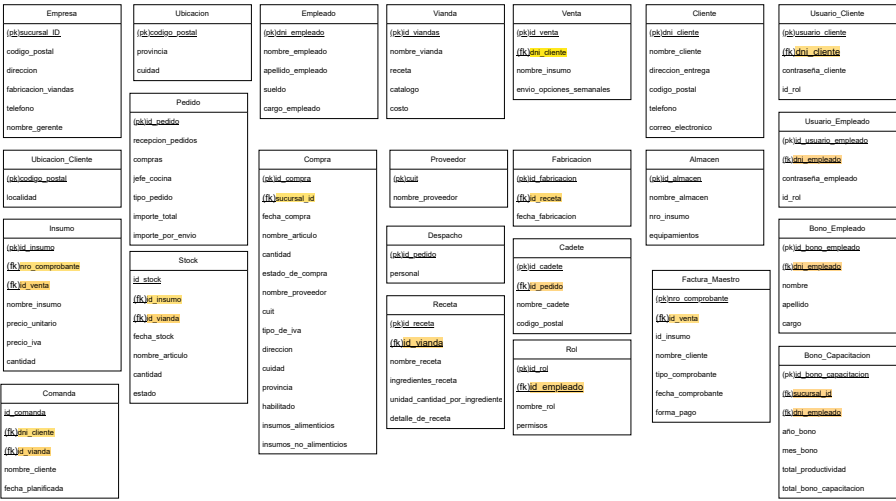 Empresa
(pk)sucursal_ID
codigo_postal
direccion
fabricacion_viandas
telefono
nombre_gerente
Ubicacion
(pk)codigo_postal
provincia
cuidad
Empleado
(pk)dni_empleado
nombre_empleado
apellido_empleado
sueldo
cargo_empleado
Vianda
(pk)id_viandas
nombre_vianda
receta
catalogo
costo
Venta
(pk)id_venta
(fk)dni_cliente
nombre_insumo
envio_opciones_semanales
Cliente
(pk)dni_cliente
nombre_cliente
direccion_entrega
codigo_postal
telefono
correo_electronico
Usuario_Cliente
(pk)usuario_cliente
(fk)dni_cliente
contraseña_cliente
id_rol
Pedido
(pk)id_pedido
recepcion_pedidos
compras
jefe_cocina
tipo_pedido
importe_total
importe_por_envio
Usuario_Empleado
(pk)id_usuario_empleado
(fk)dni_empleado
contraseña_empleado
id_rol
Ubicacion_Cliente
(pk)codigo_postal
localidad
Compra
(pk)id_compra
(fk)sucursal_id
fecha_compra
nombre_articulo
cantidad
estado_de_compra
nombre_proveedor
cuit
tipo_de_iva
direccion
cuidad
provincia
habilitado
insumos_alimenticios
insumos_no_alimenticios
Proveedor
(pk)cuit
nombre_proveedor
Fabricacion
(pk)id_fabricacion
(fk)id_receta
fecha_fabricacion
Almacen
(pk)id_almacen
nombre_almacen
nro_insumo
equipamientos
Insumo
(pk)id_insumo
(fk)nro_comprobante
(fk)id_venta
nombre_insumo
precio_unitario
precio_iva
cantidad
Despacho
(pk)id_pedido
personal
Cadete
(pk)id_cadete
(fk)id_pedido
nombre_cadete
codigo_postal
Bono_Empleado
(pk)id_bono_empleado
(fk)dni_empleado
nombre
apellido
cargo
Stock
id_stock
(fk)id_insumo
(fk)id_vianda
fecha_stock
nombre_articulo
cantidad
estado
Factura_Maestro
(pk)nro_comprobante
(fk)id_venta
id_insumo
nombre_cliente
tipo_comprobante
fecha_comprobante
forma_pago
Receta
(pk)id_receta
(fk)id_vianda
nombre_receta
ingredientes_receta
unidad_cantidad_por_ingrediente
detalle_de_receta
Rol
(pk)id_rol
(fk)id_empleado
nombre_rol
permisos
Bono_Capacitacion
(pk)id_bono_capacitacion
(fk)sucursal_id
(fk)dni_empleado
año_bono
mes_bono
total_productividad
total_bono_capacitacion
Comanda
id_comanda
(fk)dni_cliente
(fk)id_vianda
nombre_cliente
fecha_planificada